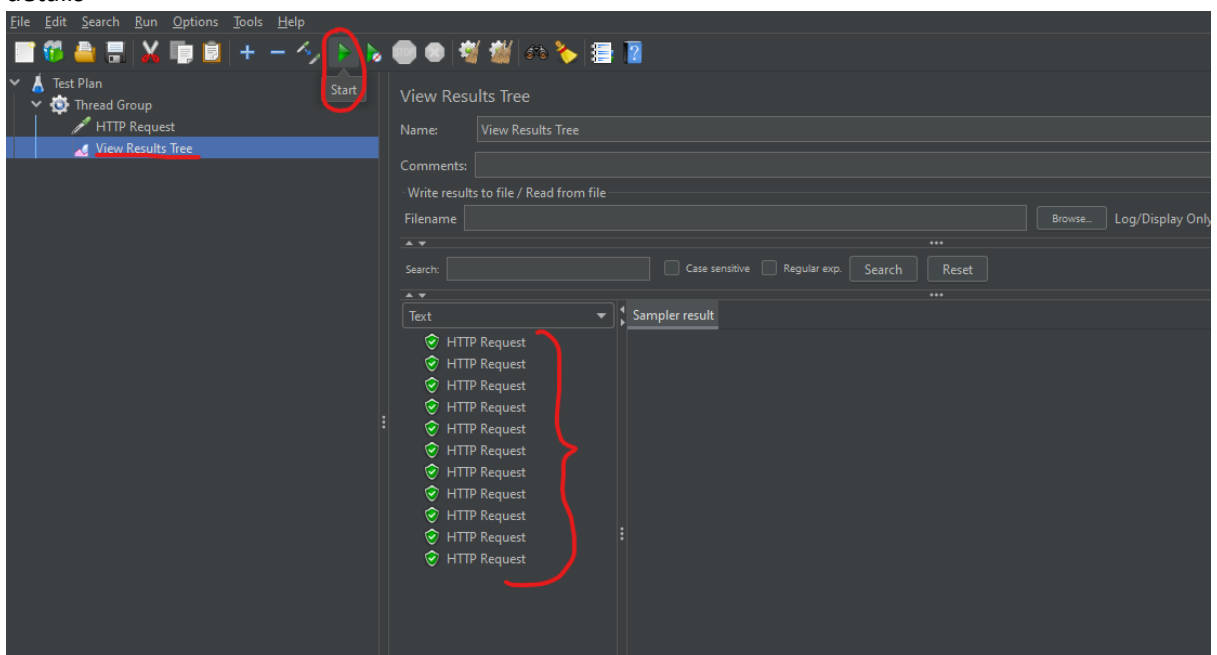 details
File Edit Search Run Options Tools Help
Test Plan
Start
Thread Group
HTTP Request
View Results Tree
View Results Tree
Name: View Results Tree
Comments:
Write results to file / Read from file
Filename Browse... Log/Display Only
Search: Case sensitive Regular exp. Search Reset
Text Sampler result
HTTP Request
HTTP Request
HTTP Request
HTTP Request
HTTP Request
HTTP Request
HTTP Request
HTTP Request
HTTP Request
HTTP Request
HTTP Request